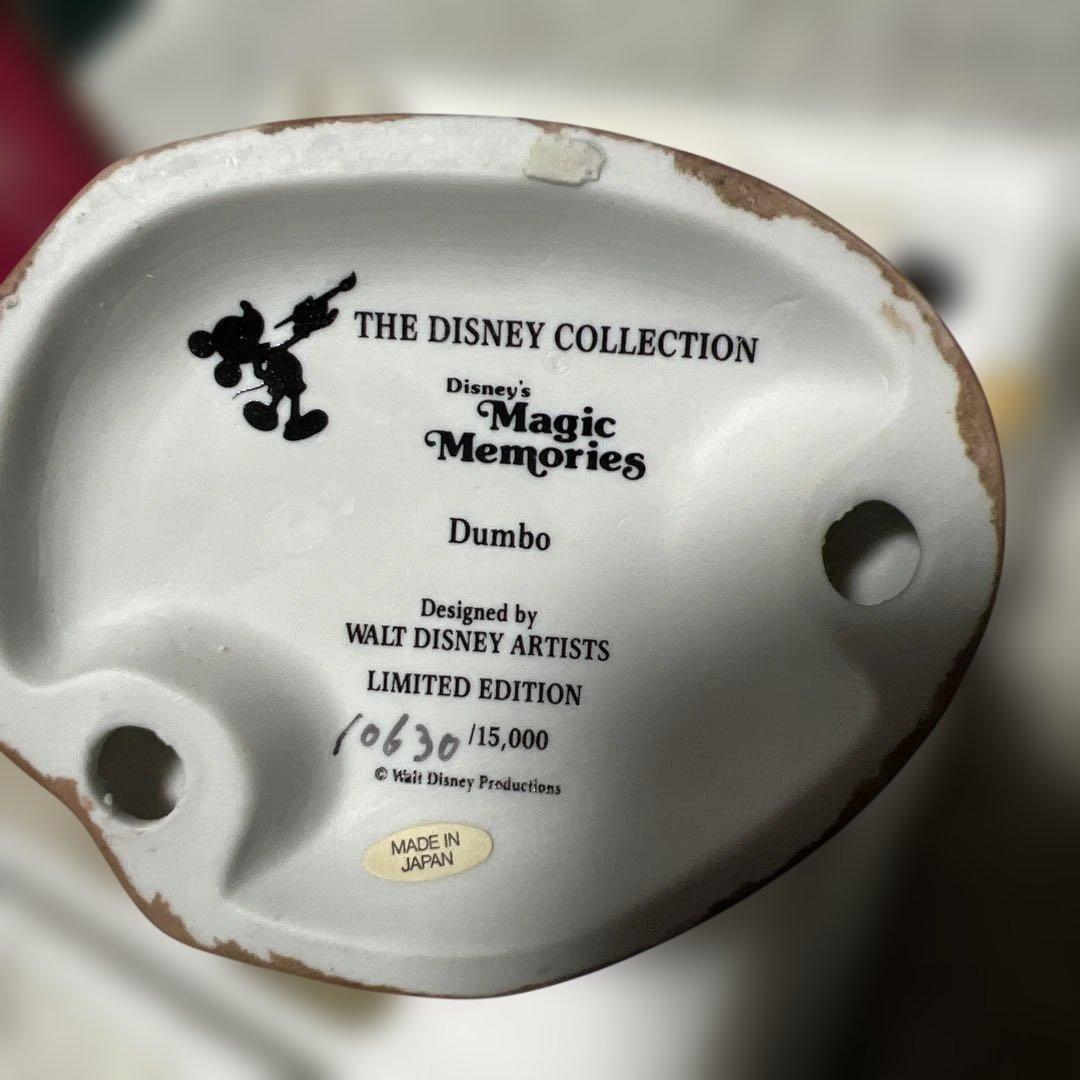 THE DISNEY COLLECTION
Disney's
Magic
Memories
Dumbo
Designed by
WALT DISNEY ARTISTS
LIMITED EDITION
10630 /15,000
© Walt Disney Productions
MADE IN
JAPAN